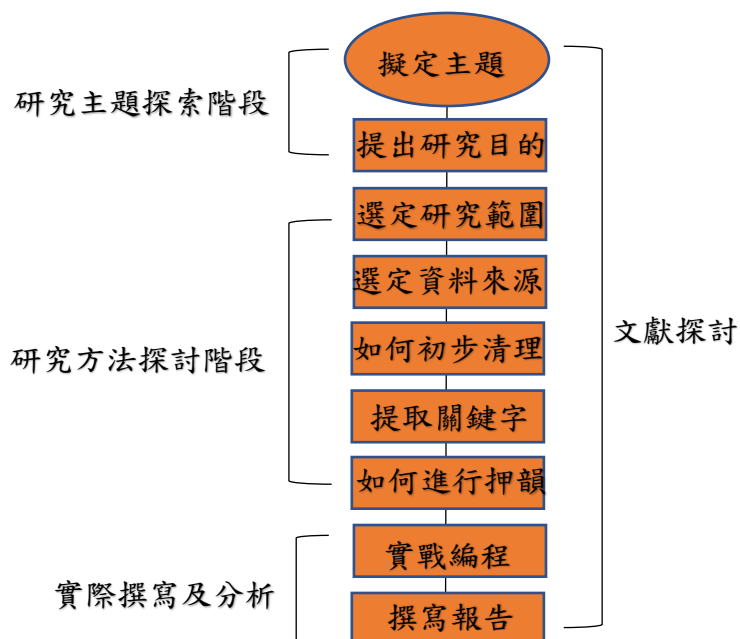 擬定主題
研究主題探索階段
提出研究目的
選定研究範圍
選定資料來源
如何初步清理
文獻探討
研究方法探討階段
提取關鍵字
如何進行押韻
實戰編程
實際撰寫及分析
撰寫報告